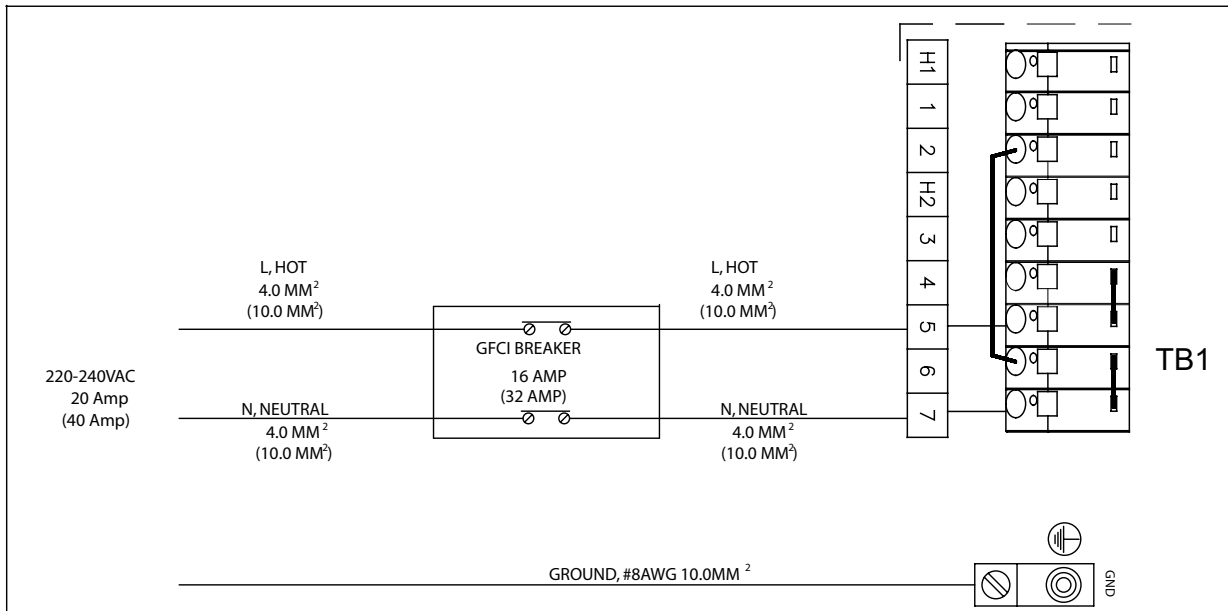 H1
1
2
H2
3
4
5
6
7
TB1
L, HOT
4.0 MM²
(10.0 MM²)
L, HOT
4.0 MM²
(10.0 MM²)
GFCI BREAKER
16 AMP
(32 AMP)
220-240VAC
20 Amp
(40 Amp)
N, NEUTRAL
4.0 MM²
(10.0 MM²)
N, NEUTRAL
4.0 MM²
(10.0 MM²)
GROUND, #8AWG 10.0MM²
GND